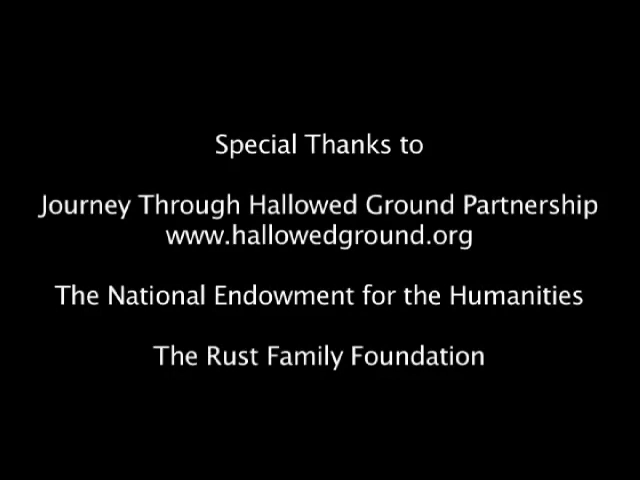 Special Thanks to
Journey Through Hallowed Ground Partnership
www.hallowedground.org
The National Endowment for the Humanities
The Rust Family Foundation